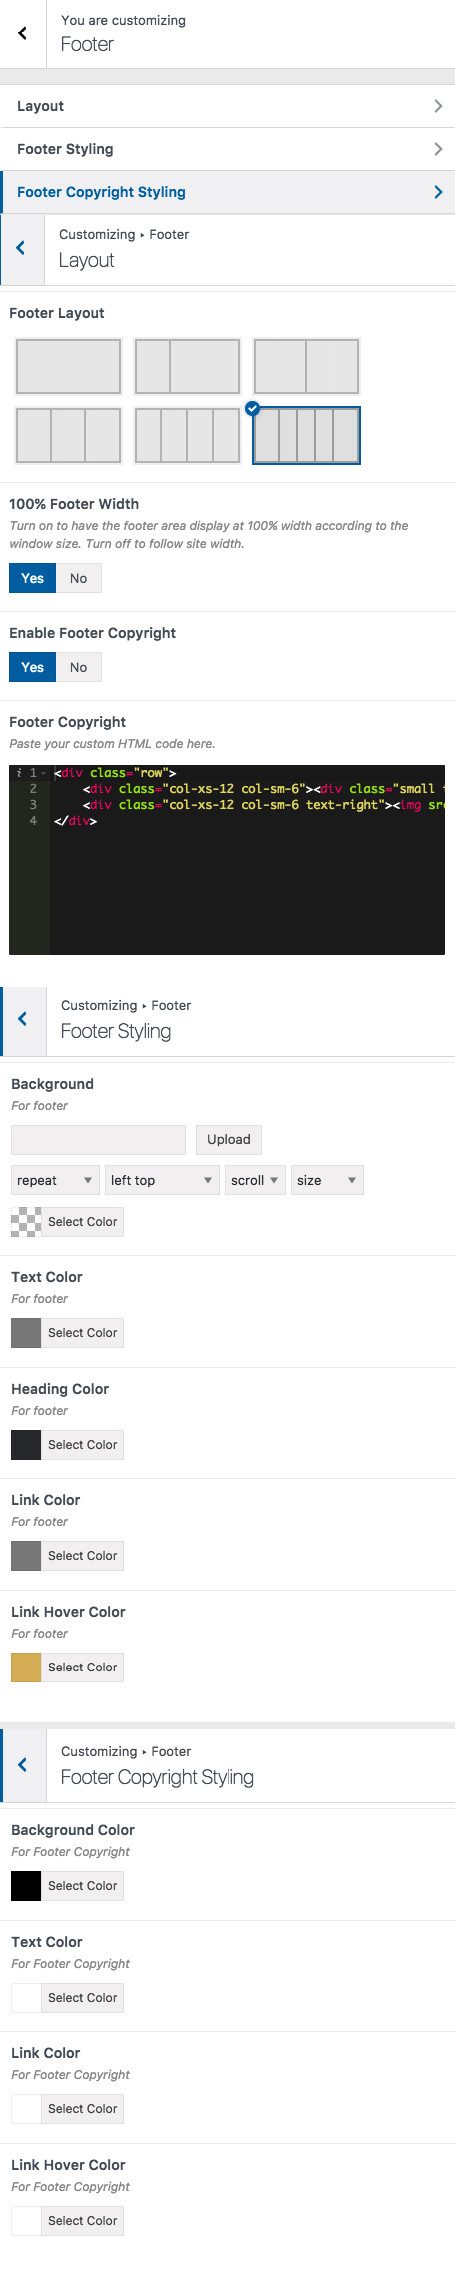 You are customizing
Footer
Layout
Footer Styling
Footer Copyright Styling
Customizing ▸ Footer
Layout
Footer Layout
100% Footer Width
Turn on to have the footer area display at 100% width according to the
window size. Turn off to follow site width.
Yes No
Enable Footer Copyright
Yes No
Footer Copyright
Paste your custom HTML code here.
i 1 <div class="row">
2 <div class="col-xs-12 col-sm-6"><div class="small
3 <div class="col-xs-12 col-sm-6 text-right"><img src
4 </div>
Customizing ▸ Footer
Footer Styling
Background
For footer
Upload
repeat left top scroll size
Select Color
Text Color
For footer
Select Color
Heading Color
For footer
Select Color
Link Color
For footer
Select Color
Link Hover Color
For footer
Select Color
Customizing ▸ Footer
Footer Copyright Styling
Background Color
For Footer Copyright
Select Color
Text Color
For Footer Copyright
Select Color
Link Color
For Footer Copyright
Select Color
Link Hover Color
For Footer Copyright
Select Color